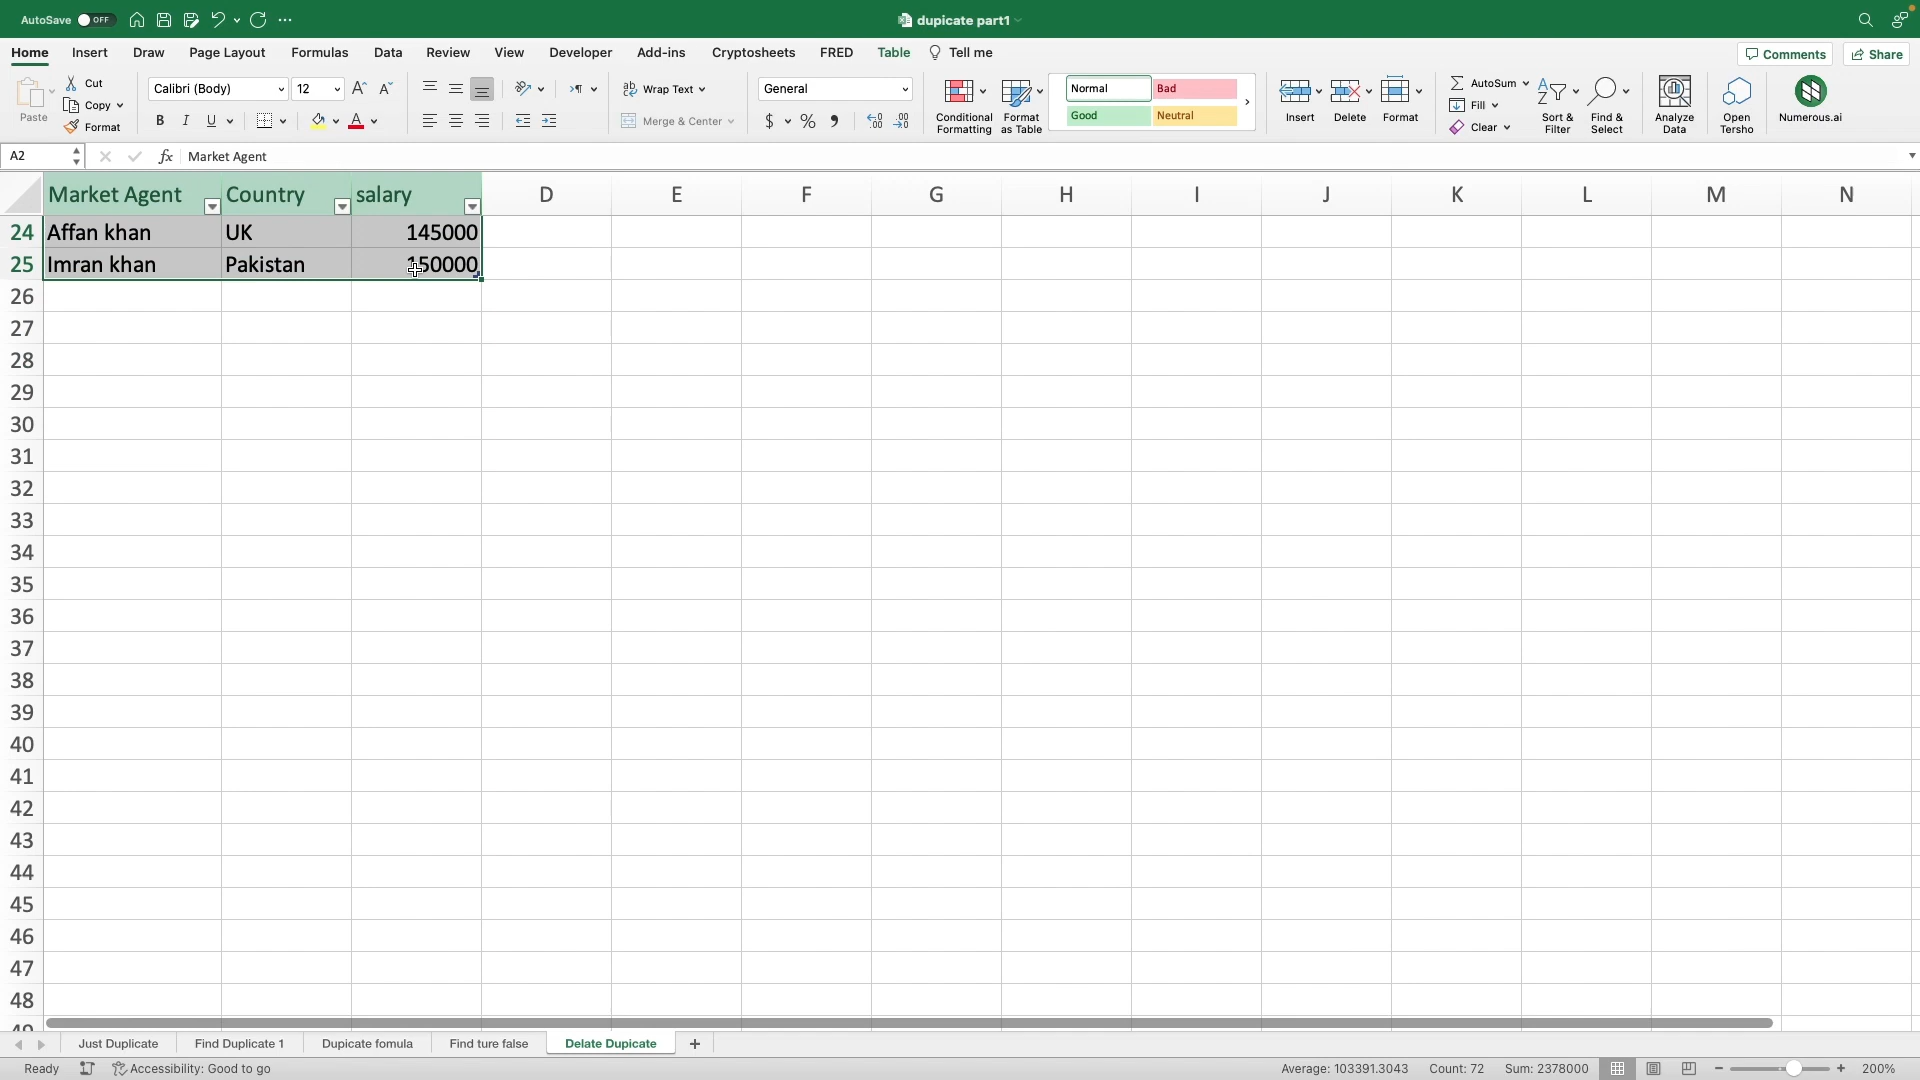 AutoSave OFF
dupicate part1
Home Insert Draw Page Layout Formulas Data Review View Developer Add-ins Cryptosheets FRED Table Tell me
Comments Share
Paste
Cut
Copy
Format
Calibri (Body) 12
B I U
Wrap Text
Merge & Center
General
$ %
Conditional Formatting
Format as Table
Normal Bad
Good Neutral
Insert Delete Format
AutoSum
Fill
Clear
Sort & Filter
Find & Select
Analyze Data
Open Tersho
Numerous.ai
A2 fx Market Agent
Market Agent Country salary D E F G H I J K L M N
24 Affan khan UK 145000
25 Imran khan Pakistan 150000
26
27
28
29
30
31
32
33
34
35
36
37
38
39
40
41
42
43
44
45
46
47
48
49
Just Duplicate Find Duplicate 1 Dupicate fomula Find ture false Delate Dupicate
Ready Accessibility: Good to go Average: 103391.3043 Count: 72 Sum: 2378000 200%